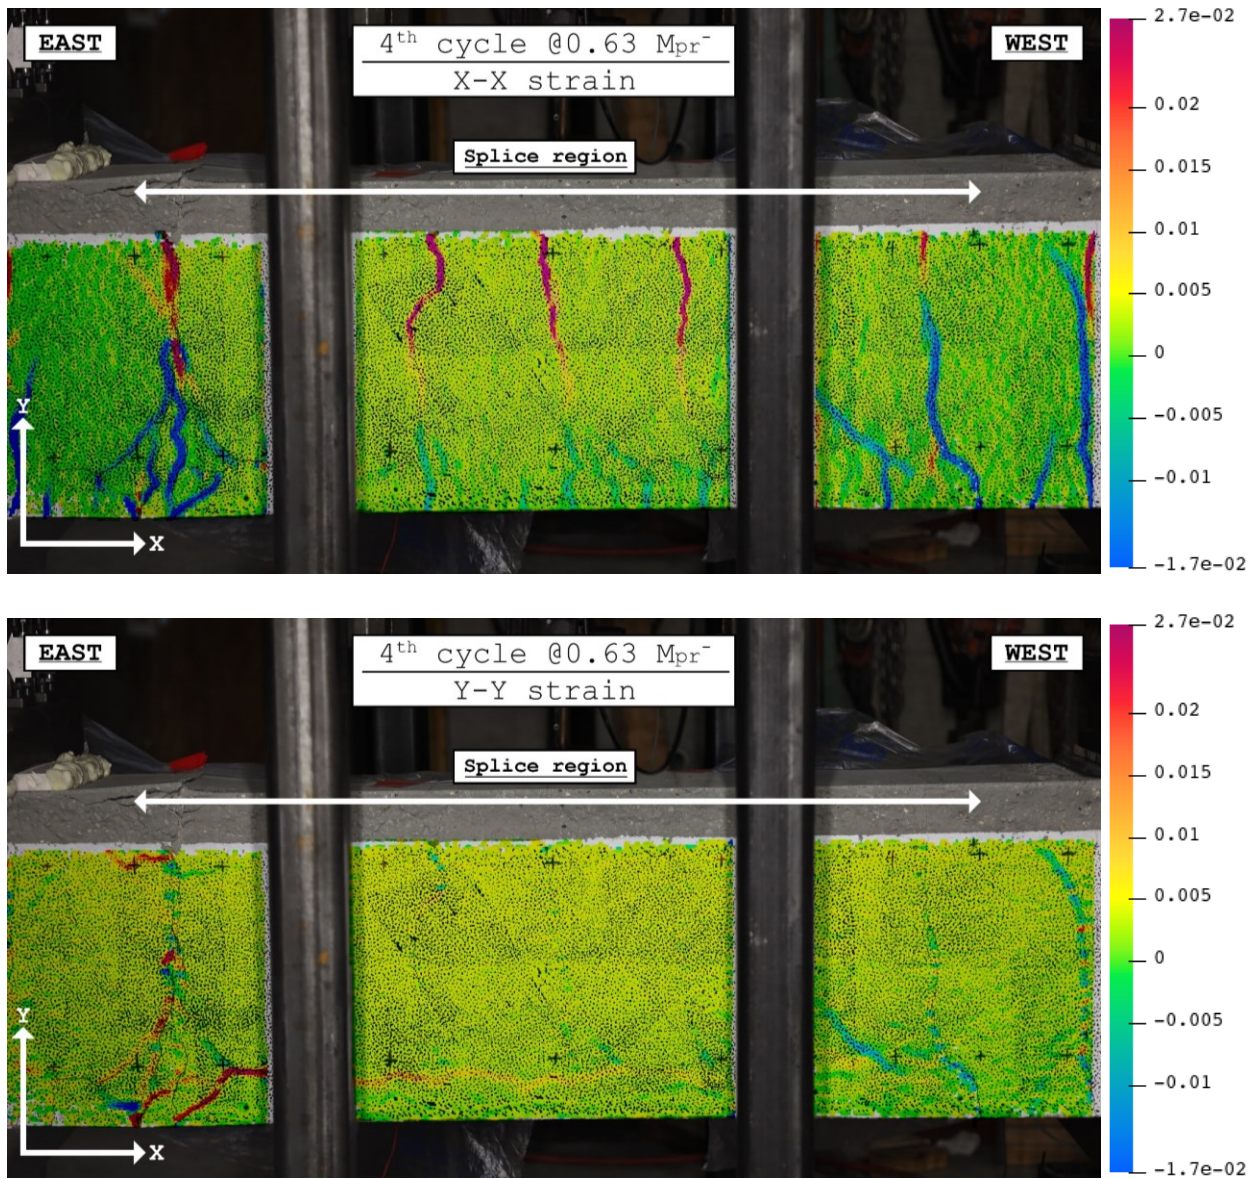 EAST
4th cycle @0.63 Mpr-
X-X strain
WEST
Splice region
Y
X
2.7e-02
0.02
0.015
0.01
0.005
0
-0.005
-0.01
-1.7e-02
EAST
4th cycle @0.63 Mpr-
Y-Y strain
WEST
Splice region
Y
X
2.7e-02
0.02
0.015
0.01
0.005
0
-0.005
-0.01
-1.7e-02